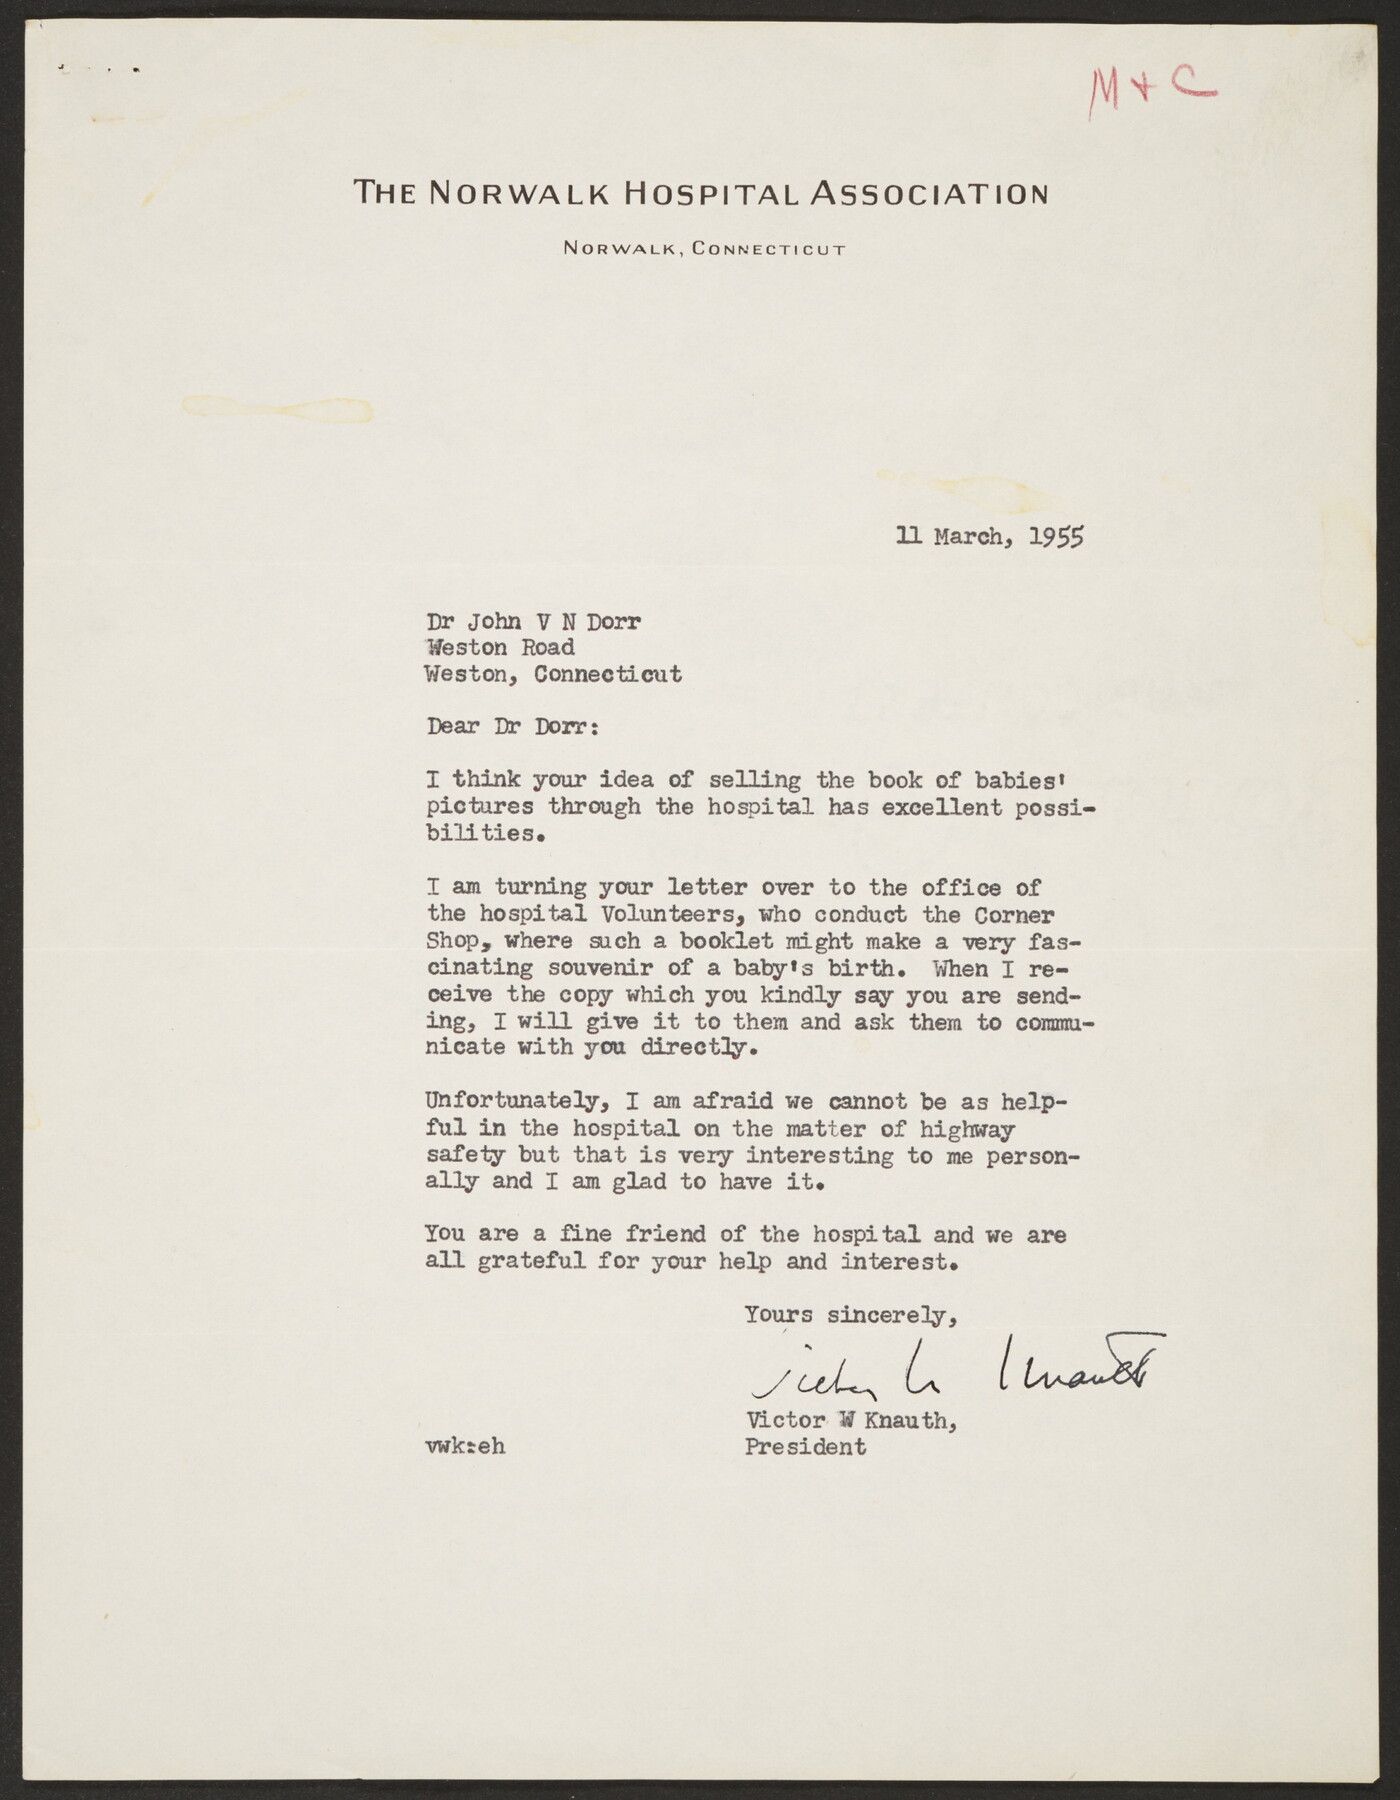 M + C
THE NORWALK HOSPITAL ASSOCIATION
NORWALK, CONNECTICUT
11 March, 1955
Dr John V N Dorr
Weston Road
Weston, Connecticut
Dear Dr Dorr:
I think your idea of selling the book of babies'
pictures through the hospital has excellent possi-
bilities.
I am turning your letter over to the office of
the hospital Volunteers, who conduct the Corner
Shop, where such a booklet might make a very fas-
cinating souvenir of a baby's birth. When I re-
ceive the copy which you kindly say you are send-
ing, I will give it to them and ask them to commu-
nicate with you directly.
Unfortunately, I am afraid we cannot be as help-
ful in the hospital on the matter of highway
safety but that is very interesting to me person-
ally and I am glad to have it.
You are a fine friend of the hospital and we are
all grateful for your help and interest.
Yours sincerely,
Victor W Knauth
Victor W Knauth,
vwk:eh President